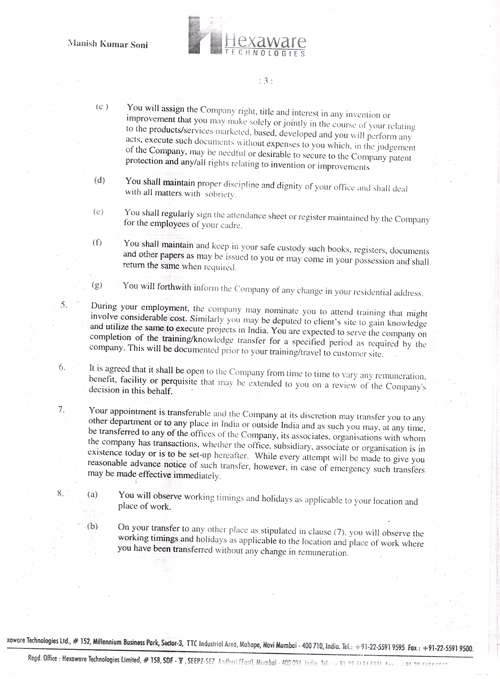 Manish Kumar Soni
Hexaware
TECHNOLOGIES
: 3 :
(c ) You will assign the Company right, title and interest in any invention or
improvement that you may make solely or jointly in the course of your relating
to the products/services marketed, based, developed and you will perform any
acts, execute such documents without expenses to you which, in the judgement
of the Company, may be needful or desirable to secure to the Company patent
protection and any/all rights relating to invention or improvements
(d) You shall maintain proper discipline and dignity of your office and shall deal
with all matters with sobriety.
(e) You shall regularly sign the attendance sheet or register maintained by the Company
for the employees of your cadre.
(f) You shall maintain and keep in your safe custody such books, registers, documents
and other papers as may be issued to you or may come in your possession and shall
return the same when required.
(g) You will forthwith inform the Company of any change in your residential address.
5. During your employment, the company may nominate you to attend training that might
involve considerable cost. Similarly you may be deputed to client's site to gain knowledge
and utilize the same to execute projects in India. You are expected to serve the company on
completion of the training/knowledge transfer for a specified period as required by the
company. This will be documented prior to your training/travel to customer site.
6. It is agreed that it shall be open to the Company from time to time to vary any remuneration,
benefit, facility or perquisite that may be extended to you on a review of the Company's
decision in this behalf.
7. Your appointment is transferable and the Company at its discretion may transfer you to any
other department or to any place in India or outside India and as such you may, at any time,
be transferred to any of the offices of the Company, its associates, organisations with whom
the company has transactions, whether the office, subsidiary, associate or organisation is in
existence today or is to be set-up hereafter. While every attempt will be made to give you
reasonable advance notice of such transfer, however, in case of emergency such transfers
may be made effective immediately.
8. (a) You will observe working timings and holidays as applicable to your location and
place of work.
(b) On your transfer to any other place as stipulated in clause (7), you will observe the
working timings and holidays as applicable to the location and place of work where
you have been transferred without any change in remuneration.
xaware Technologies Ltd., # 152, Millennium Business Park, Sector-3, TTC Industrial Area, Mahape, Navi Mumbai - 400 710, India. Tel.: +91-22-5591 9595 Fax : +91-22-5591 9500
Regd. Office : Hexaware Technologies Limited, # 158, SDF - V, SEEPZ-SEZ, Andheri (East), Mumbai - 400 096, India. Tel